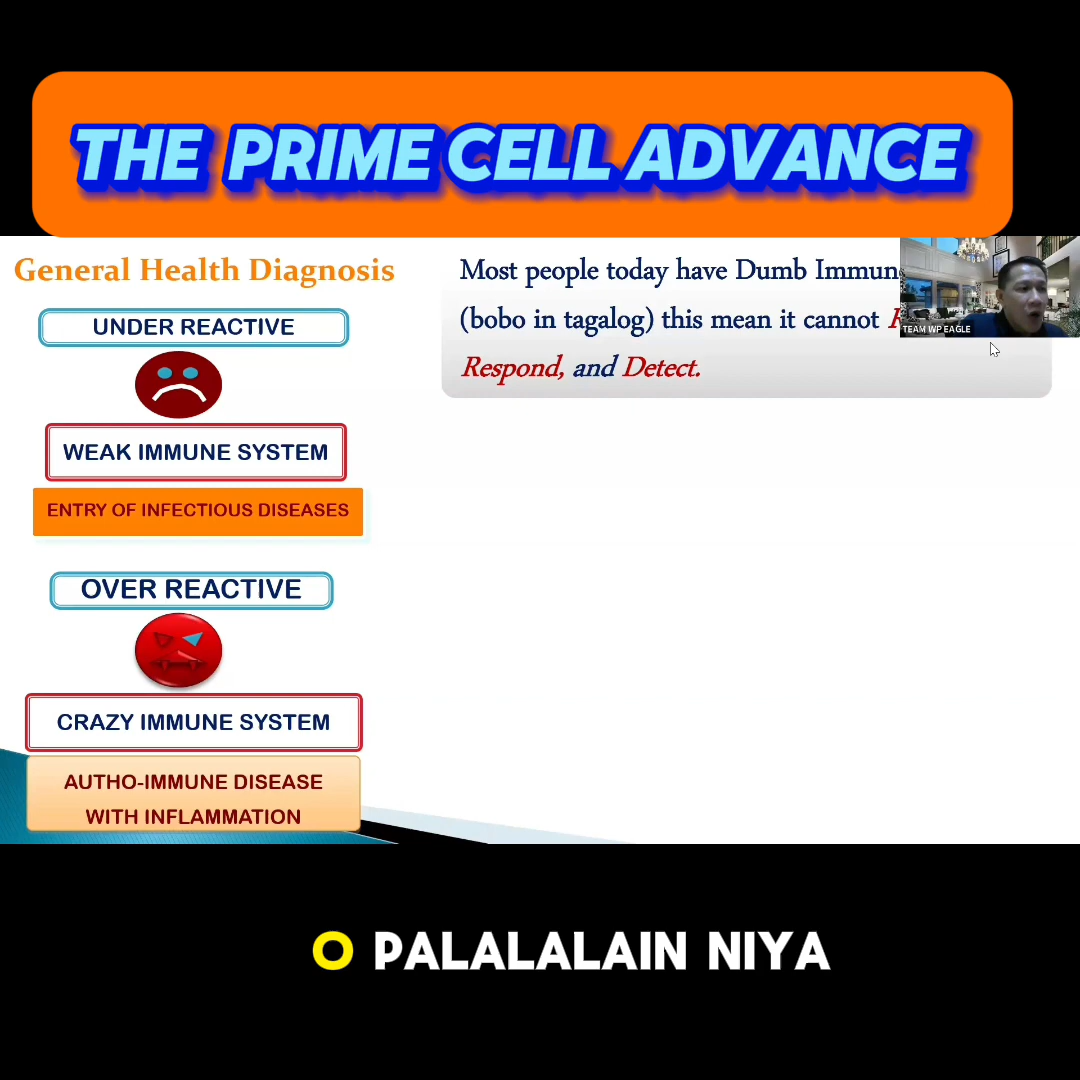 THE PRIME CELL ADVANCE
General Health Diagnosis
UNDER REACTIVE
WEAK IMMUNE SYSTEM
ENTRY OF INFECTIOUS DISEASES
OVER REACTIVE
CRAZY IMMUNE SYSTEM
AUTHO-IMMUNE DISEASE
WITH INFLAMMATION
Most people today have Dumb
(bobo in tagalog) this mean it cannot
Respond, and Detect.
TEAM WP EAGLE
O PALALALAIN NIYA